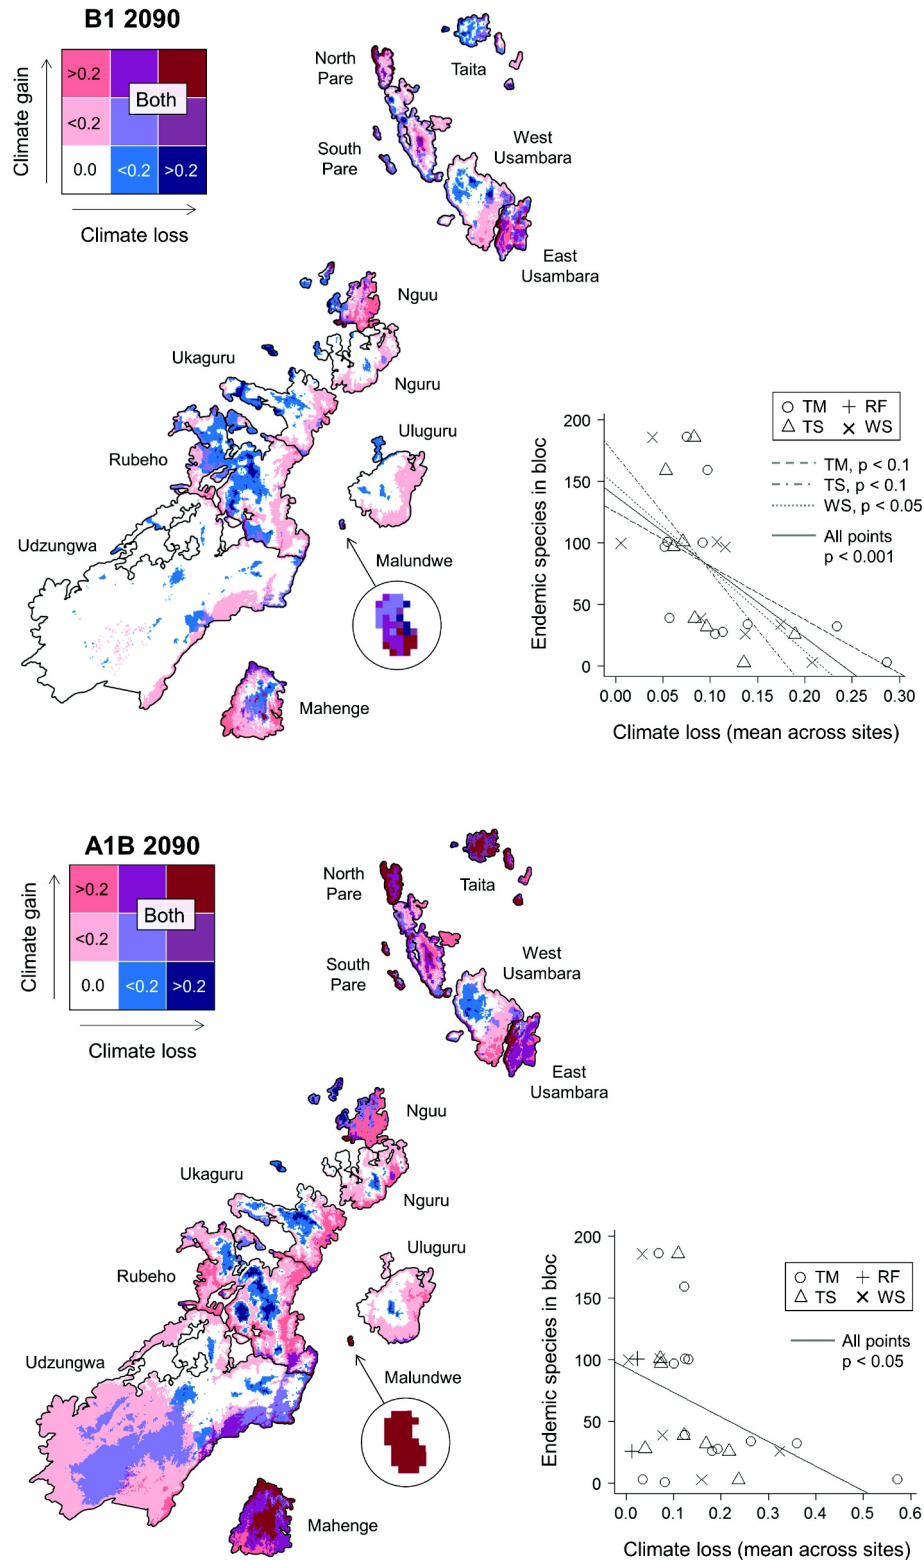 B1 2090
Climate gain
>0.2
<0.2
Both
0.0
<0.2
>0.2
Climate loss
North
Pare
Taita
South
Pare
West
Usambara
East
Usambara
Nguu
Ukaguru
Nguru
Rubeho
Uluguru
Udzungwa
Malundwe
Mahenge
TM RF
TS WS
TM, p < 0.1
TS, p < 0.1
WS, p < 0.05
All points
p < 0.001
Endemic species in bloc
200
150
100
50
0
0.00 0.05 0.10 0.15 0.20 0.25 0.30
Climate loss (mean across sites)
A1B 2090
Climate gain
>0.2
<0.2
Both
0.0
<0.2
>0.2
Climate loss
North
Pare
Taita
South
Pare
West
Usambara
East
Usambara
Nguu
Ukaguru
Nguru
Rubeho
Uluguru
Udzungwa
Malundwe
Mahenge
TM RF
TS WS
All points
p < 0.05
Endemic species in bloc
200
150
100
50
0
0.0 0.1 0.2 0.3 0.4 0.5 0.6
Climate loss (mean across sites)